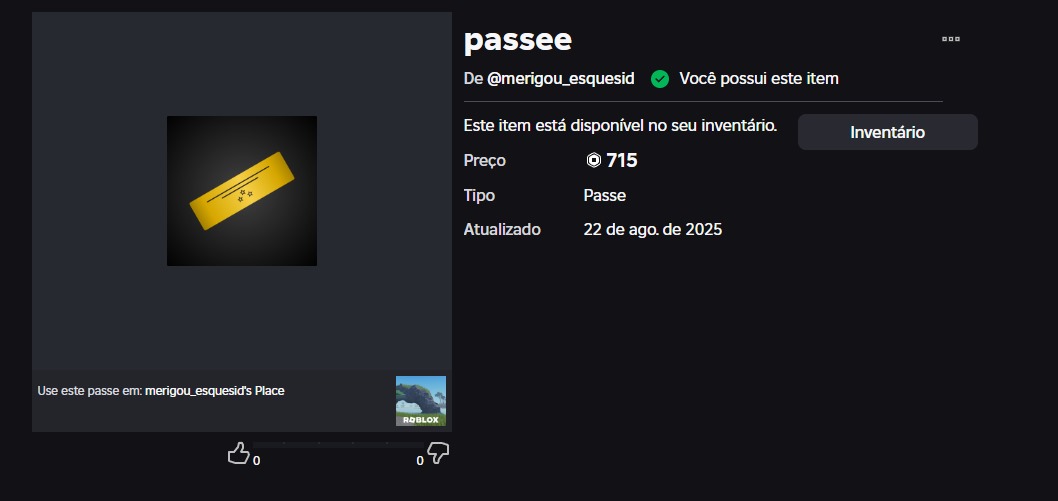 passee
De @merigou_esquesid Você possui este item
Este item está disponível no seu inventário.
Inventário
Preço 715
Tipo Passe
Atualizado 22 de ago. de 2025
Use este passe em: merigou_esquesid's Place
ROBLOX
0 0